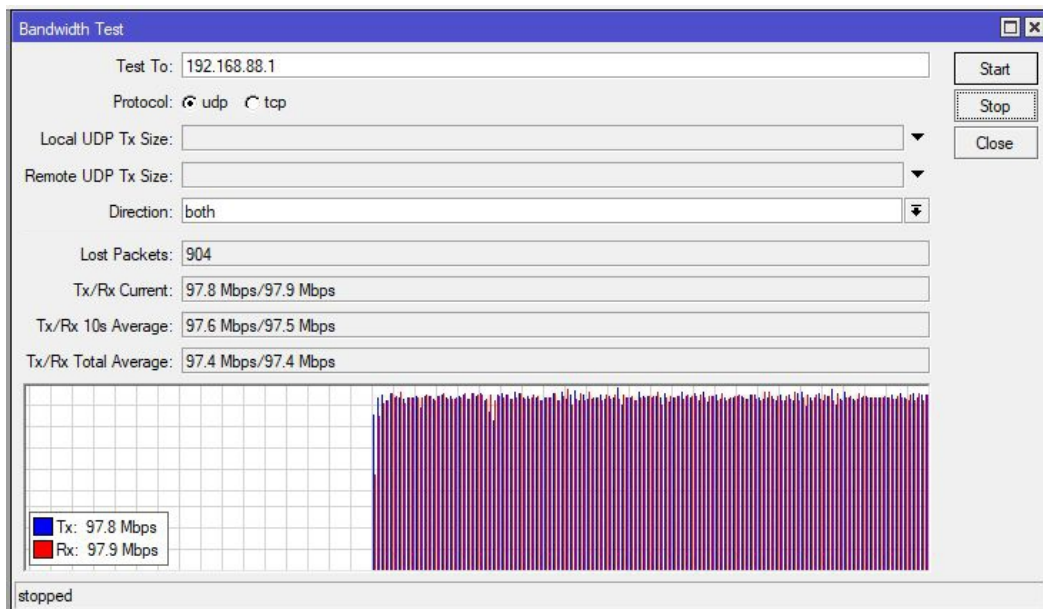 Bandwidth Test
Test To: 192.168.88.1
Start
Protocol: udp tcp
Stop
Local UDP Tx Size:
Close
Remote UDP Tx Size:
Direction: both
Lost Packets: 904
Tx/Rx Current: 97.8 Mbps/97.9 Mbps
Tx/Rx 10s Average: 97.6 Mbps/97.5 Mbps
Tx/Rx Total Average: 97.4 Mbps/97.4 Mbps
Tx: 97.8 Mbps
Rx: 97.9 Mbps
stopped